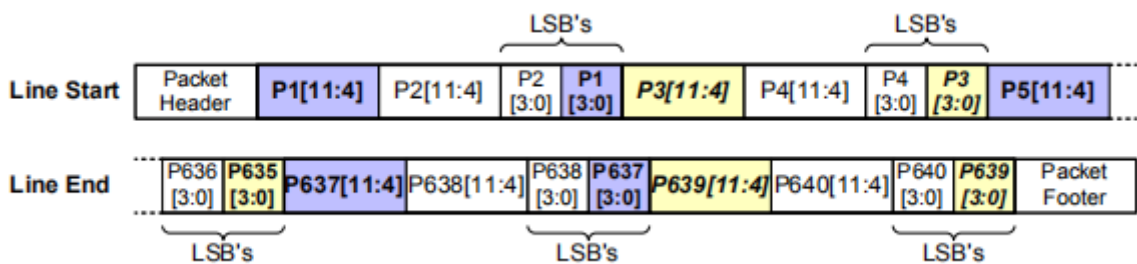 LSB's LSB's
Line Start Packet Header P1[11:4] P2[11:4] P2 [3:0] P1 [3:0] P3[11:4] P4[11:4] P4 [3:0] P3 [3:0] P5[11:4]
Line End P636 [3:0] P635 [3:0] P637[11:4] P638[11:4] P638 [3:0] P637 [3:0] P639[11:4] P640[11:4] P640 [3:0] P639 [3:0] Packet Footer
LSB's LSB's LSB's